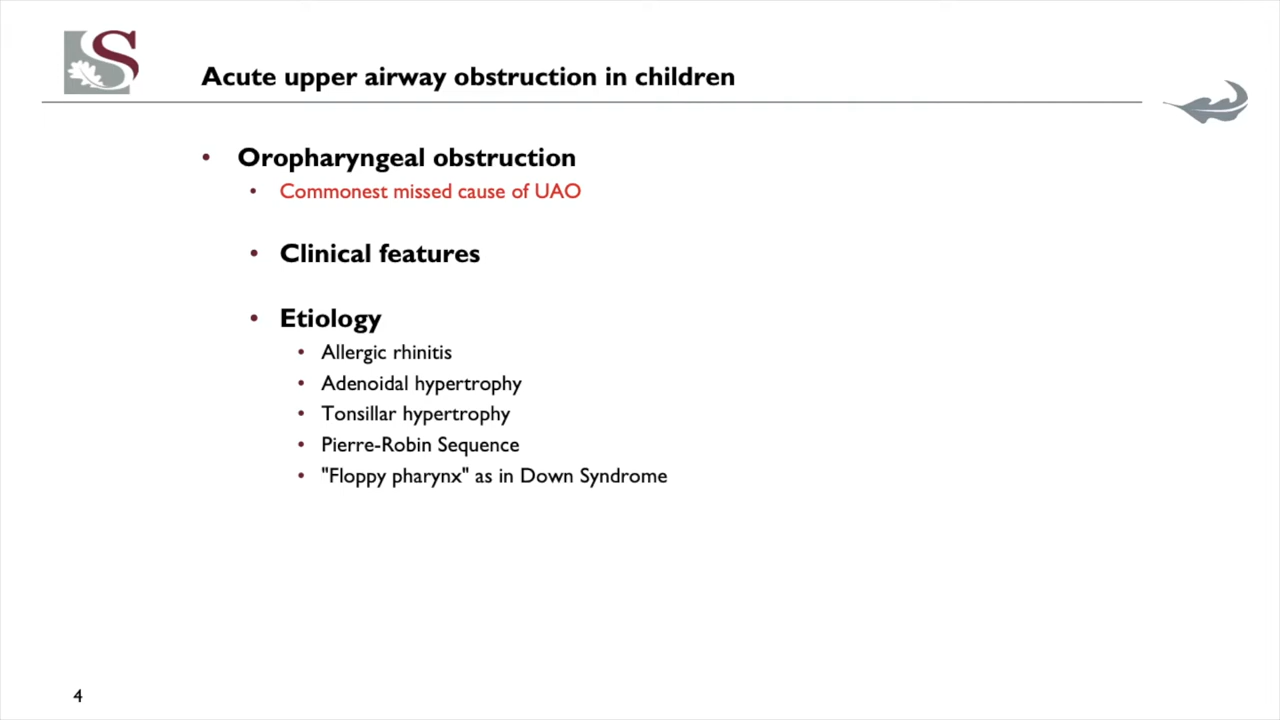 S
Acute upper airway obstruction in children
• Oropharyngeal obstruction
• Commonest missed cause of UAO
• Clinical features
• Etiology
• Allergic rhinitis
• Adenoidal hypertrophy
• Tonsillar hypertrophy
• Pierre-Robin Sequence
• "Floppy pharynx" as in Down Syndrome
4